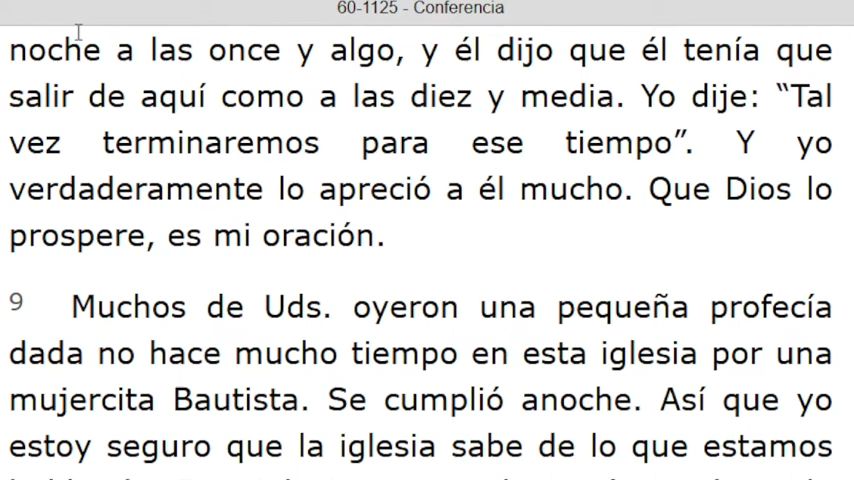 60-1125 - Conferencia
noche a las once y algo, y él dijo que él tenía que
salir de aquí como a las diez y media. Yo dije: “Tal
vez terminaremos para ese tiempo”. Y yo
verdaderamente lo apreció a él mucho. Que Dios lo
prospere, es mi oración.
9 Muchos de Uds. oyeron una pequeña profecía
dada no hace mucho tiempo en esta iglesia por una
mujercita Bautista. Se cumplió anoche. Así que yo
estoy seguro que la iglesia sabe de lo que estamos